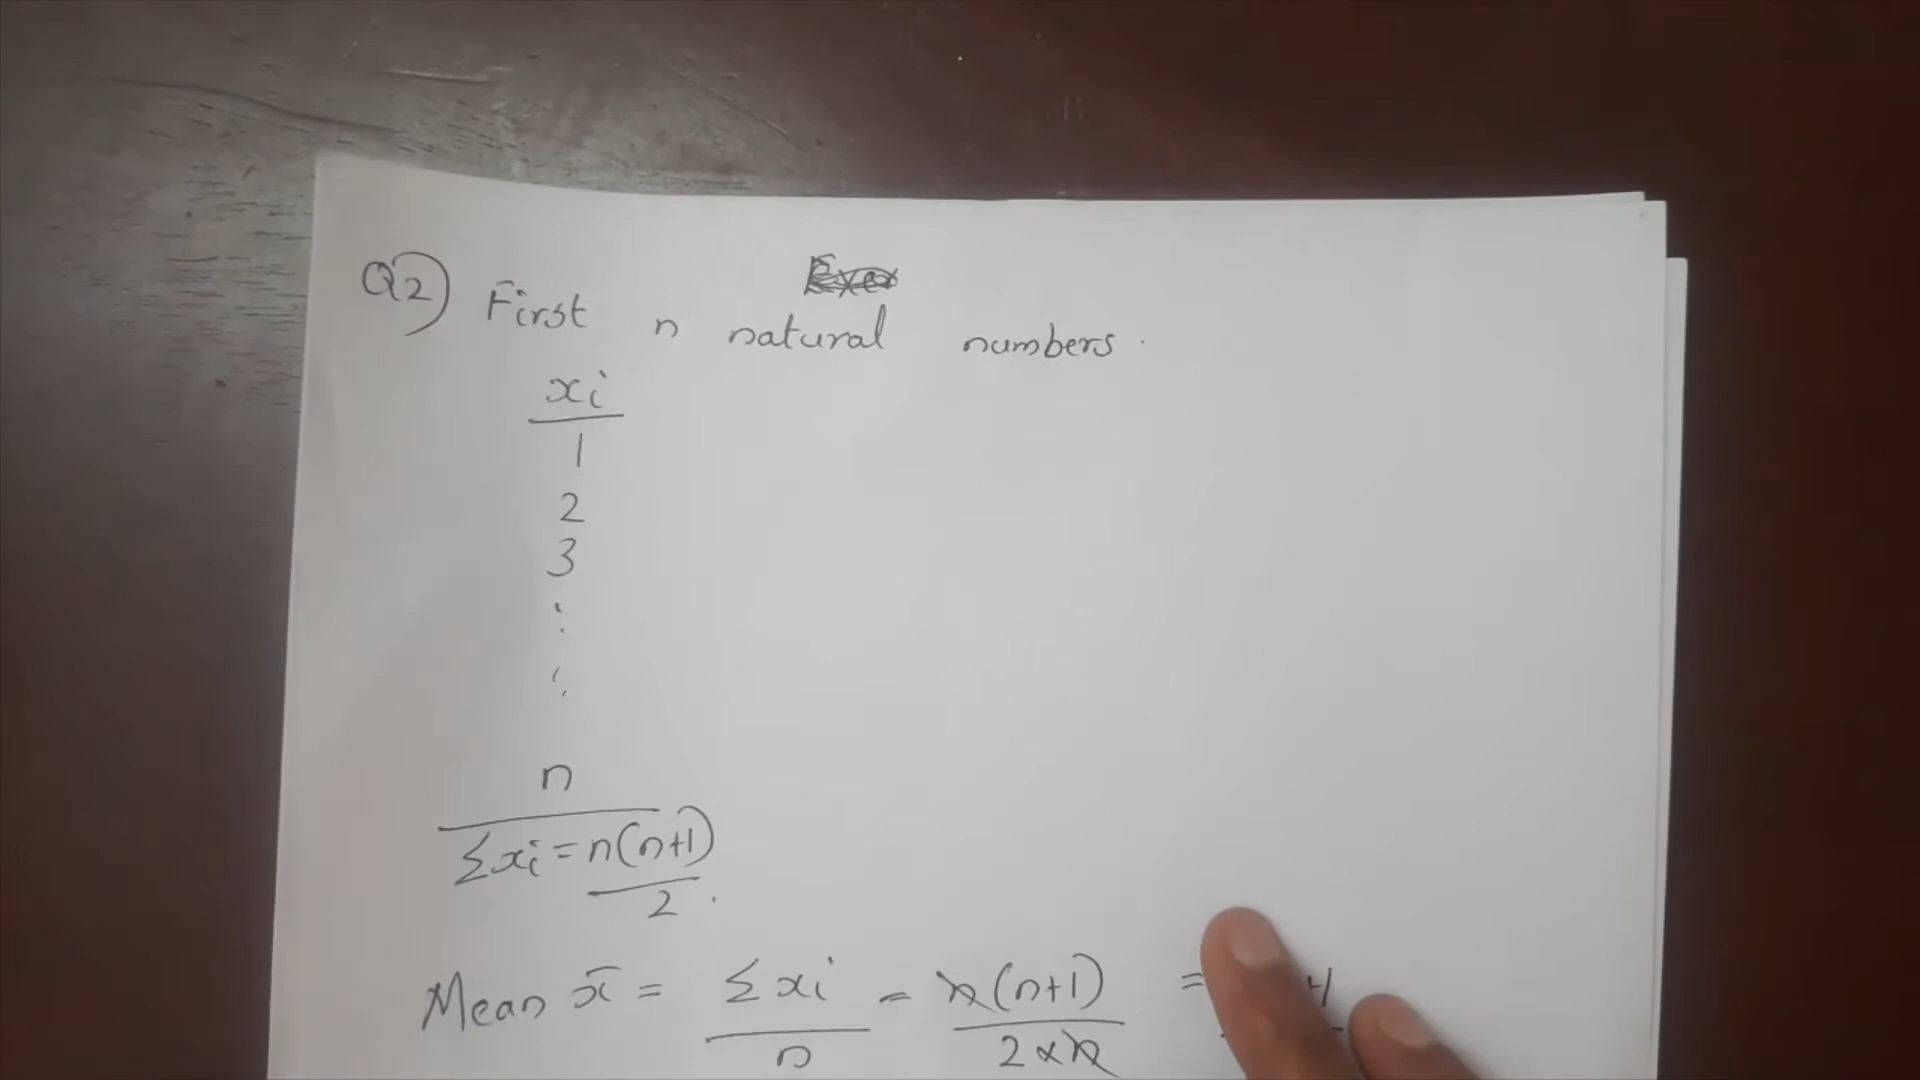 Q2) First n natural numbers.
xi
1
2
3
:
:
n
Σxi = n(n+1)
2.
Mean x̄ = Σxi = n(n+1) =
n 2×n